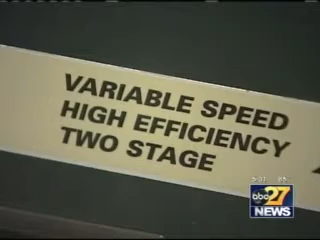 VARIABLE SPEED
HIGH EFFICIENCY
TWO STAGE
abc 27
NEWS